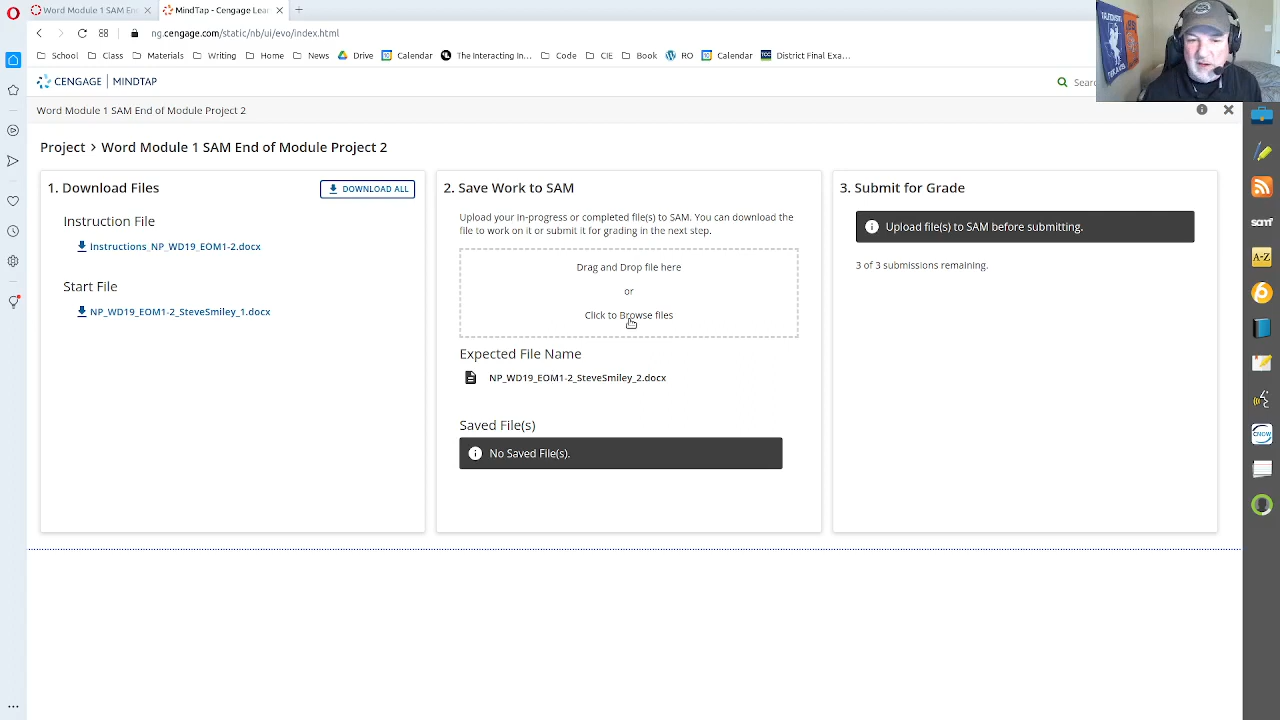 Word Module 1 SAM En
MindTap - Cengage Lea
ng.cengage.com/static/nb/ui/evo/index.html
School Class Materials Writing Home News Drive Calendar The Interaction In... Code CIE Book RO Calendar District Final Exa...
CENGAGE MINDTAP
Sear
Word Module 1 SAM End of Module Project 2
Project > Word Module 1 SAM End of Module Project 2
1. Download Files
DOWNLOAD ALL
Instruction File
Instructions_NP_WD19_EOM1-2.docx
Start File
NP_WD19_EOM1-2_SteveSmiley_1.docx
2. Save Work to SAM
Upload your in-progress or completed file(s) to SAM. You can download the
file to work on it or submit it for grading in the next step.
Drag and Drop file here
or
Click to Browse files
Expected File Name
NP_WD19_EOM1-2_SteveSmiley_2.docx
Saved File(s)
No Saved File(s).
3. Submit for Grade
Upload file(s) to SAM before submitting.
3 of 3 submissions remaining.
sam
A-Z
CNOW